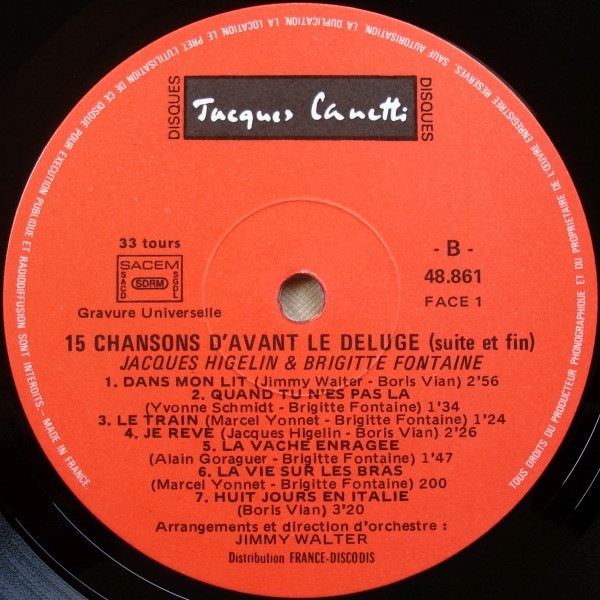 TOUS DROITS DU PRODUCTEUR PHONOGRAPHIQUE ET DU PROPRIETAIRE DE L'ŒUVRE ENREGISTREE RESERVES. SAUF AUTORISATION, LA DUPLICATION, LA LOCATION, LE PRET, L'UTILISATION DE CE DISQUE POUR EXECUTION PUBLIQUE ET RADIODIFFUSION SONT INTERDITS.- MADE IN FRANCE.
DISQUES
Jacques Canetti
DISQUES
33 tours
SACEM
SACD
SDRM
SGDL
Gravure Universelle
- B -
48.861
FACE 1
15 CHANSONS D'AVANT LE DELUGE (suite et fin)
JACQUES HIGELIN & BRIGITTE FONTAINE
1. DANS MON LIT (Jimmy Walter - Boris Vian) 2'56
2. QUAND TU N'ES PAS LA
(Yvonne Schmidt - Brigitte Fontaine) 1'34
3. LE TRAIN (Marcel Yonnet - Brigitte Fontaine) 1'24
4. JE REVE (Jacques Higelin - Boris Vian) 2'26
5. LA VACHE ENRAGEE
(Alain Goraguer - Brigitte Fontaine) 1'47
6. LA VIE SUR LES BRAS
(Marcel Yonnet - Brigitte Fontaine) 200
7. HUIT JOURS EN ITALIE
(Boris Vian) 3'20
Arrangements et direction d'orchestre :
JIMMY WALTER
Distribution FRANCE-DISCODIS